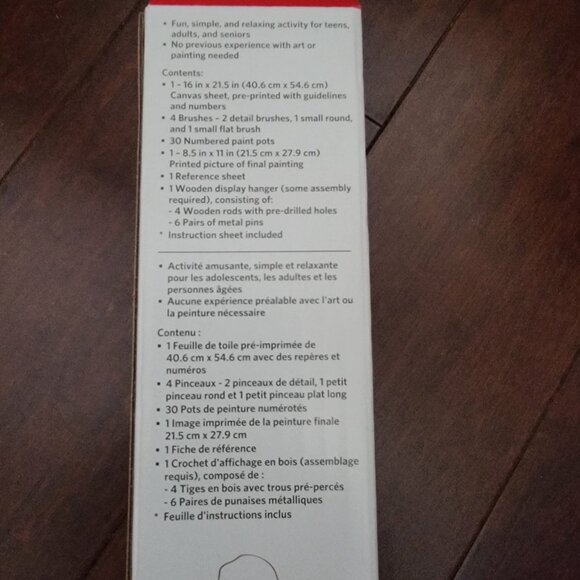 • Fun, simple, and relaxing activity for teens,
adults, and seniors
• No previous experience with art or
painting needed
Contents:
• 1 - 16 in x 21.5 in (40.6 cm x 54.6 cm)
Canvas sheet, pre-printed with guidelines
and numbers
• 4 Brushes - 2 detail brushes, 1 small round,
and 1 small flat brush
• 30 Numbered paint pots
• 1 - 8.5 in x 11 in (21.5 cm x 27.9 cm)
Printed picture of final painting
• 1 Reference sheet
• 1 Wooden display hanger (some assembly
required), consisting of:
- 4 Wooden rods with pre-drilled holes
- 6 Pairs of metal pins
* Instruction sheet included
• Activité amusante, simple et relaxante
pour les adolescents, les adultes et les
personnes âgées
• Aucune expérience préalable avec l'art ou
la peinture nécessaire
Contenu :
• 1 Feuille de toile pré-imprimée de
40.6 cm x 54.6 cm avec des repères et
numéros
• 4 Pinceaux - 2 pinceaux de détail, 1 petit
pinceau rond et 1 petit pinceau plat long
• 30 Pots de peinture numérotés
• 1 Image imprimée de la peinture finale
21.5 cm x 27.9 cm
• 1 Fiche de référence
• 1 Crochet d'affichage en bois (assemblage
requis), composé de :
- 4 Tiges en bois avec trous pré-percés
- 6 Paires de punaises métalliques
* Feuille d'instructions inclus